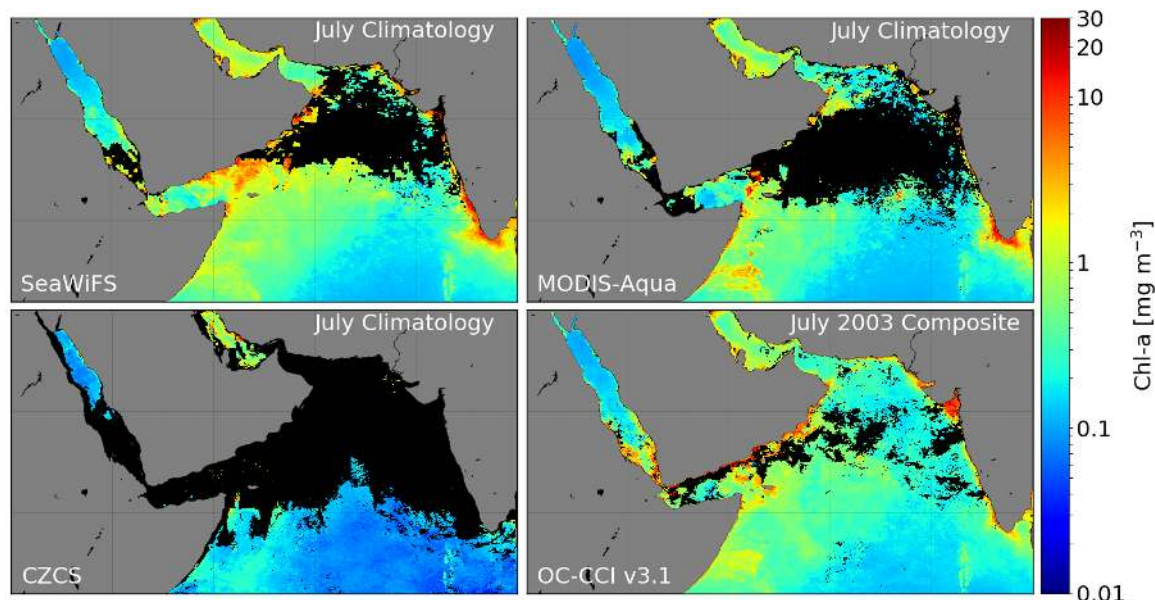 July Climatology
SeaWiFS
July Climatology
MODIS-Aqua
July Climatology
CZCS
July 2003 Composite
OC-CCI v3.1
30
20
10
1
0.1
0.01
Chl-a [mg m⁻³]